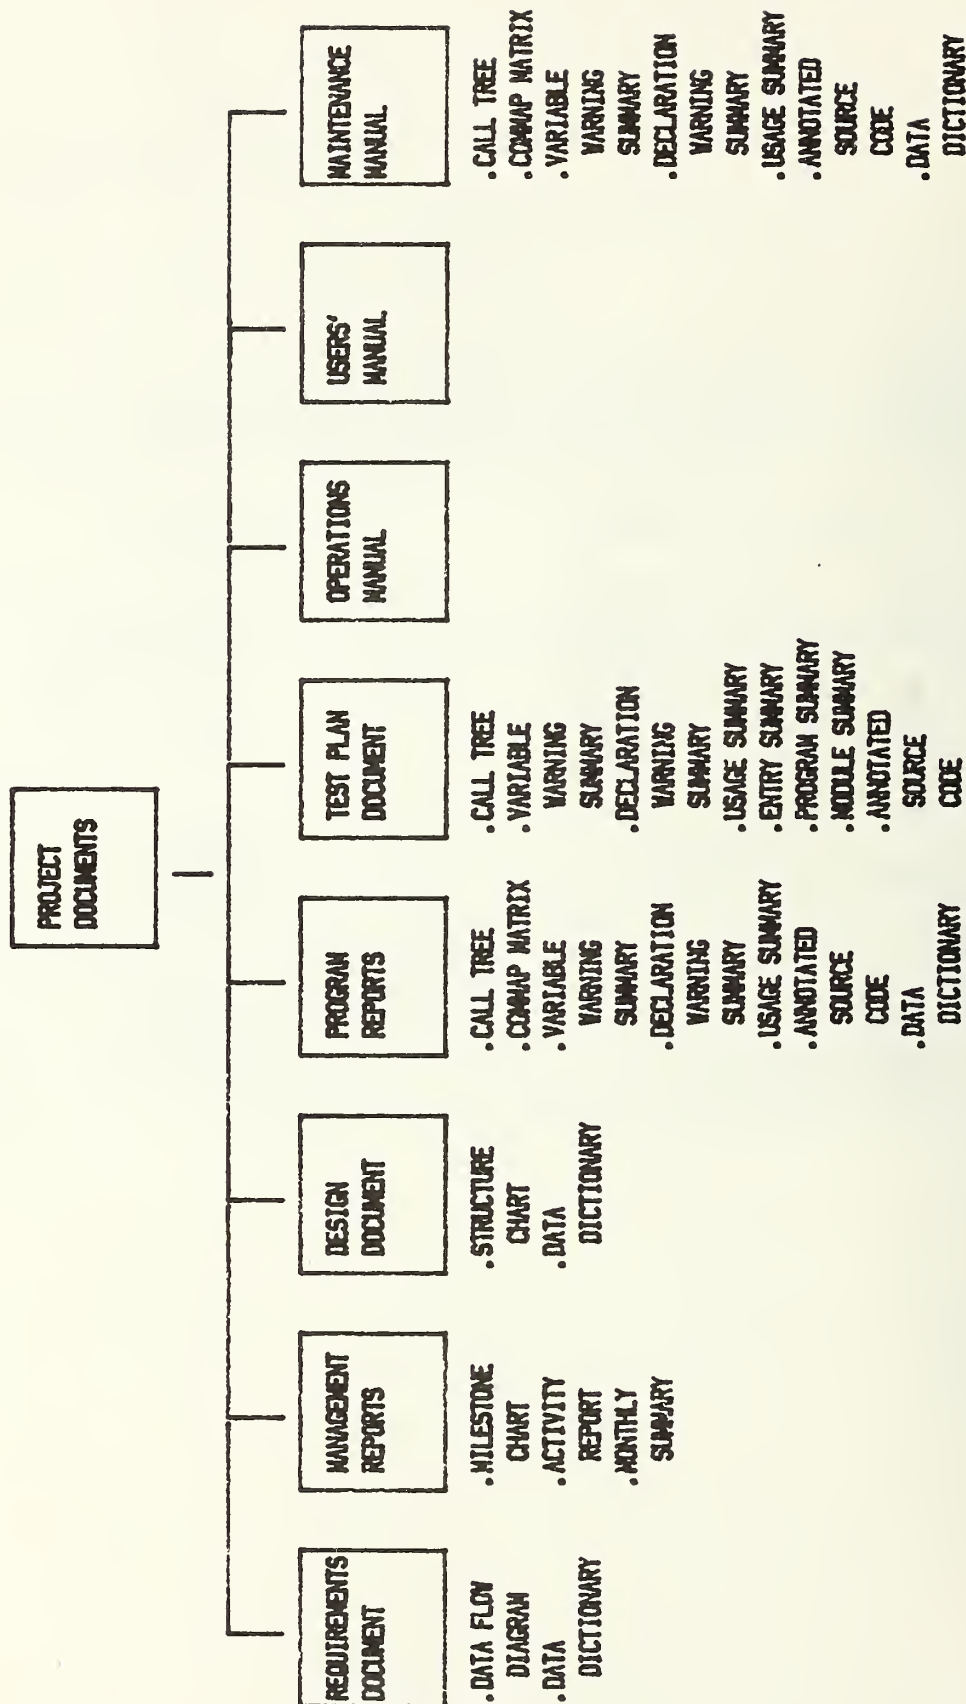 PROJECT
DOCUMENTS
REQUIREMENTS
DOCUMENT
.DATA FLOW
DIAGRAM
.DATA
DICTIONARY
MANAGEMENT
REPORTS
.MILESTONE
CHART
.ACTIVITY
REPORT
.MONTHLY
SUMMARY
DESIGN
DOCUMENT
.STRUCTURE
CHART
.DATA
DICTIONARY
PROGRAM
REPORTS
.CALL TREE
.COMMAP MATRIX
.VARIABLE
WARNING
SUMMARY
.DECLARATION
WARNING
SUMMARY
.USAGE SUMMARY
.ANNOTATED
SOURCE
CODE
.DATA
DICTIONARY
TEST PLAN
DOCUMENT
.CALL TREE
.VARIABLE
WARNING
SUMMARY
.DECLARATION
WARNING
SUMMARY
.USAGE SUMMARY
.ENTRY SUMMARY
.PROGRAM SUMMARY
.MODULE SUMMARY
.ANNOTATED
SOURCE
CODE
OPERATIONS
MANUAL
USERS'
MANUAL
MAINTENANCE
MANUAL
.CALL TREE
.COMMAP MATRIX
.VARIABLE
WARNING
SUMMARY
.DECLARATION
WARNING
SUMMARY
.USAGE SUMMARY
.ANNOTATED
SOURCE
CODE
.DATA
DICTIONARY